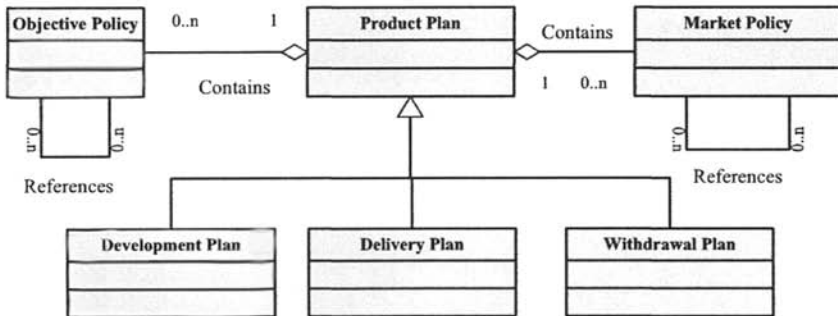 Objective Policy
0..n
1
Product Plan
Contains
Market Policy
Contains
1
0..n
0..n
0..n
References
0..n
0..n
References
Development Plan
Delivery Plan
Withdrawal Plan